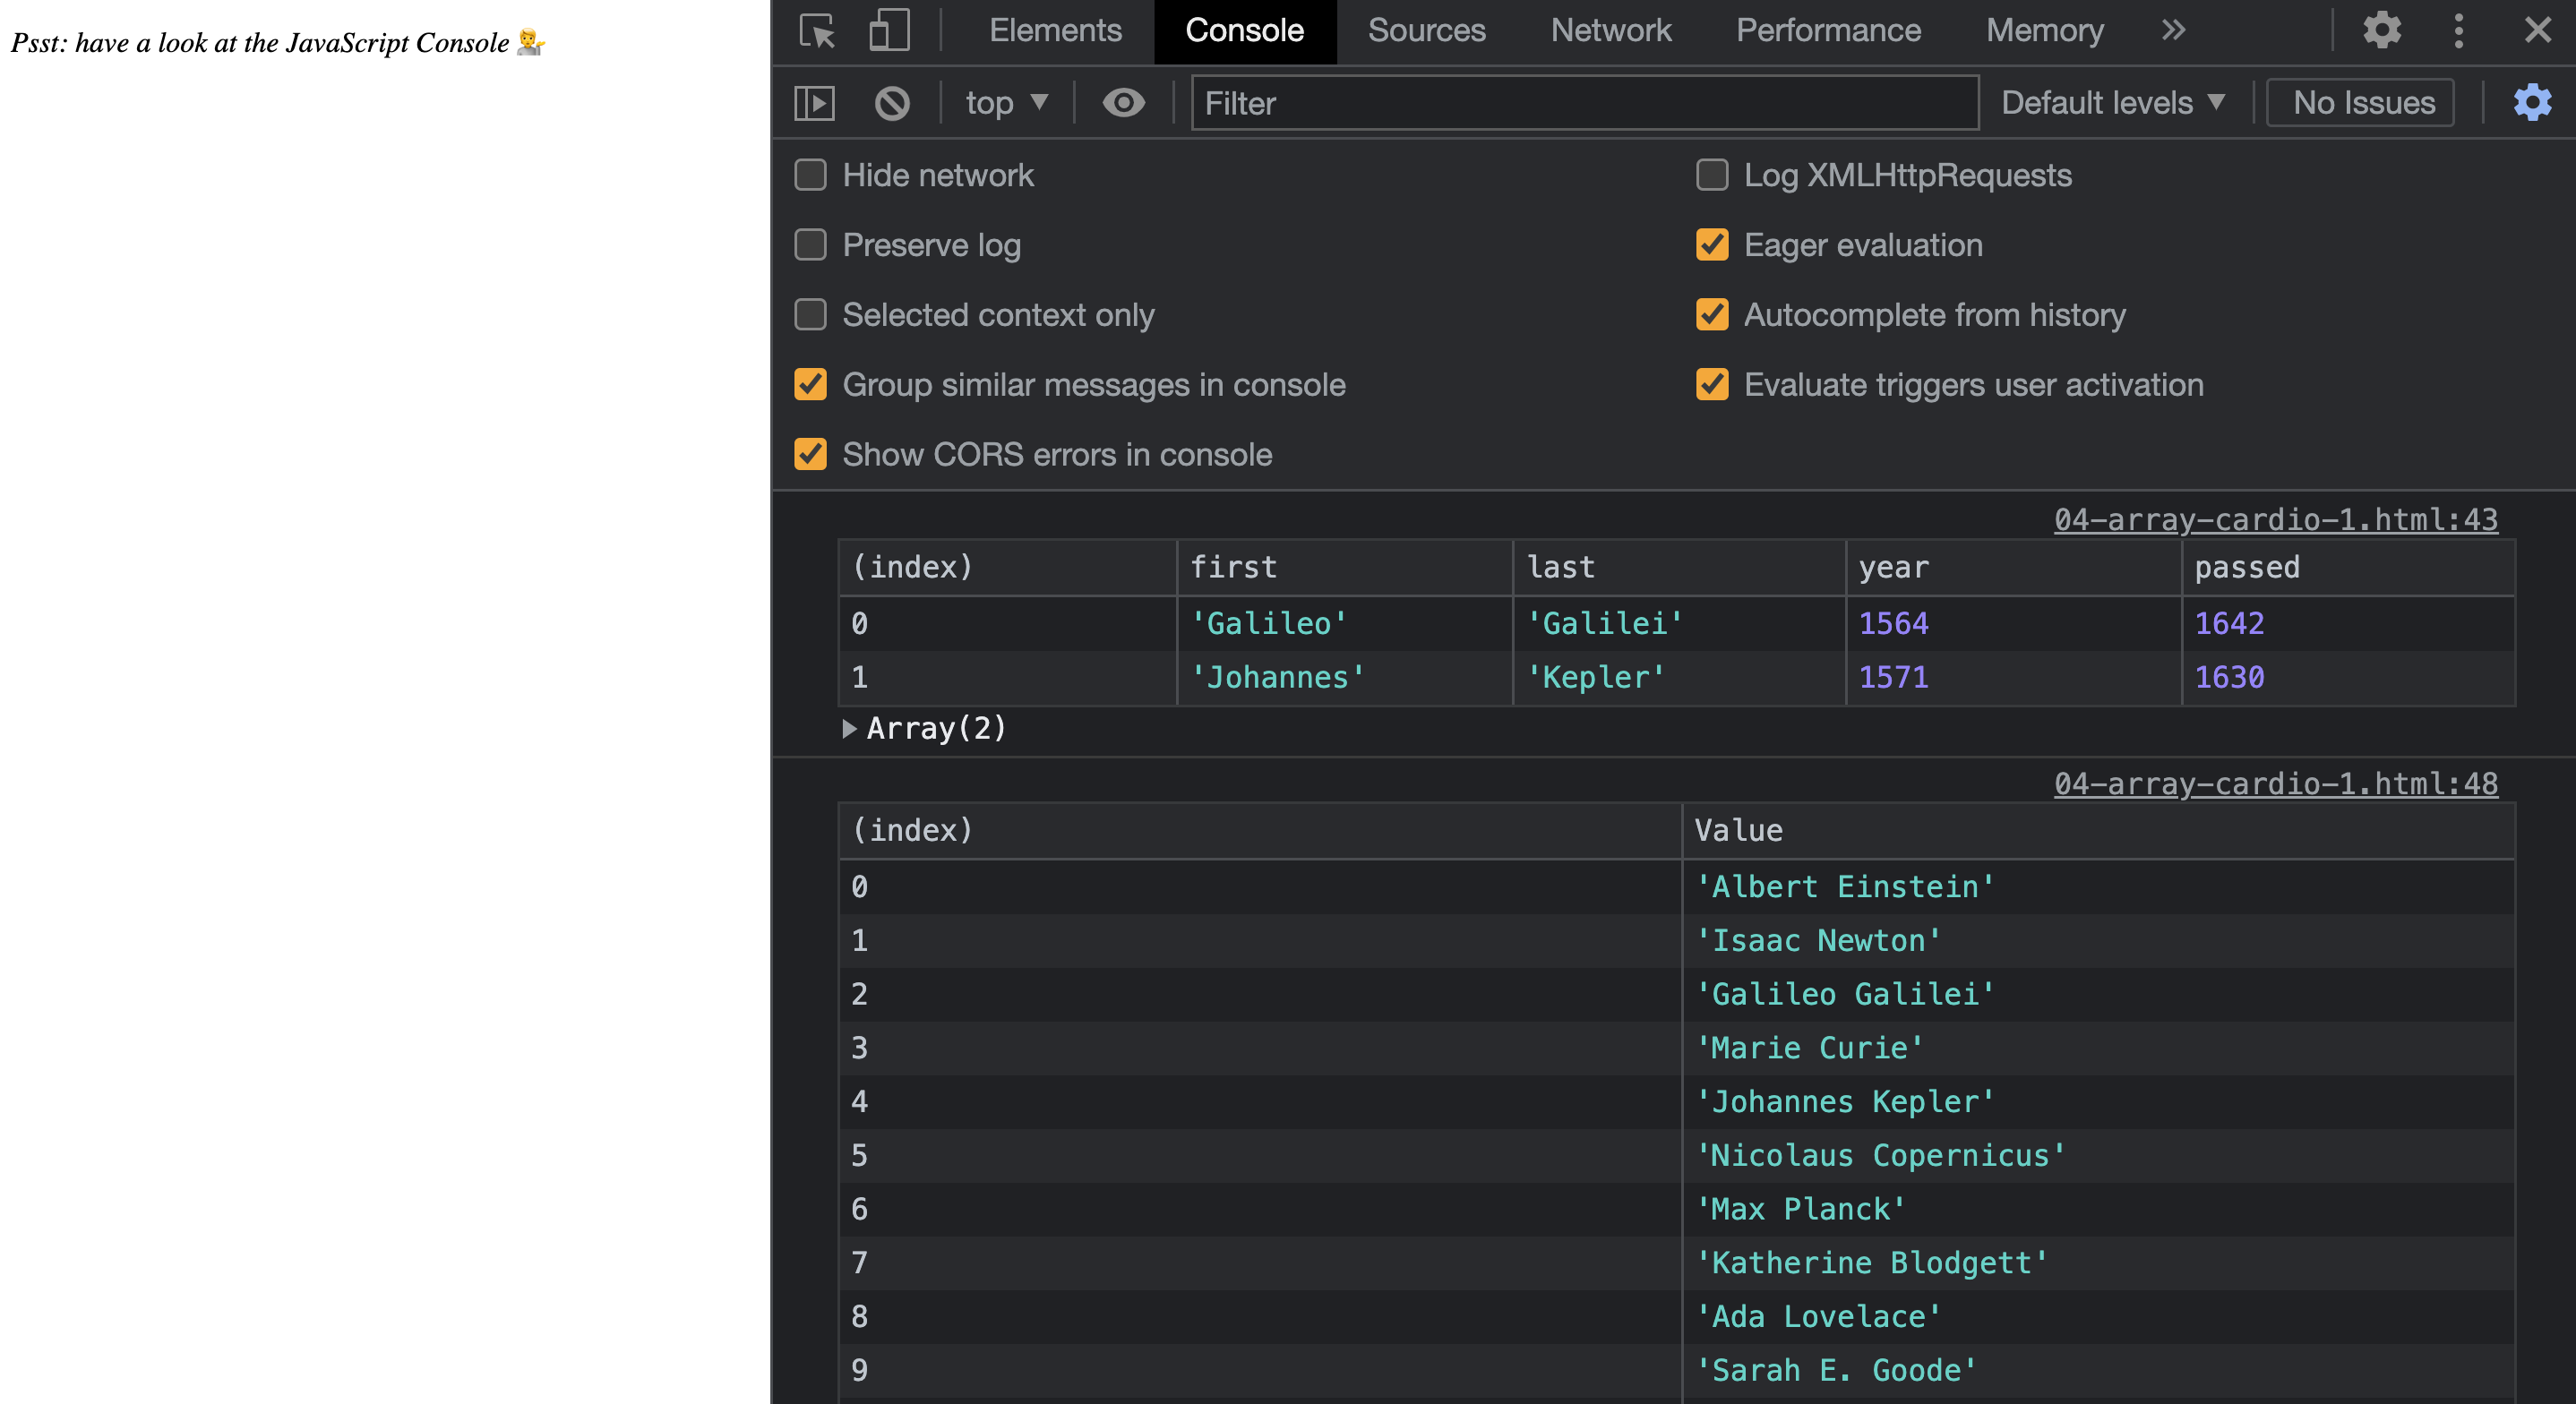 Psst: have a look at the JavaScript Console 💁
Elements Console Sources Network Performance Memory
top Filter Default levels No Issues
Hide network Log XMLHttpRequests
Preserve log Eager evaluation
Selected context only Autocomplete from history
Group similar messages in console Evaluate triggers user activation
Show CORS errors in console
04-array-cardio-1.html:43
(index) first last year passed
0 'Galileo' 'Galilei' 1564 1642
1 'Johannes' 'Kepler' 1571 1630
Array(2)
04-array-cardio-1.html:48
(index) Value
0 'Albert Einstein'
1 'Isaac Newton'
2 'Galileo Galilei'
3 'Marie Curie'
4 'Johannes Kepler'
5 'Nicolaus Copernicus'
6 'Max Planck'
7 'Katherine Blodgett'
8 'Ada Lovelace'
9 'Sarah E. Goode'